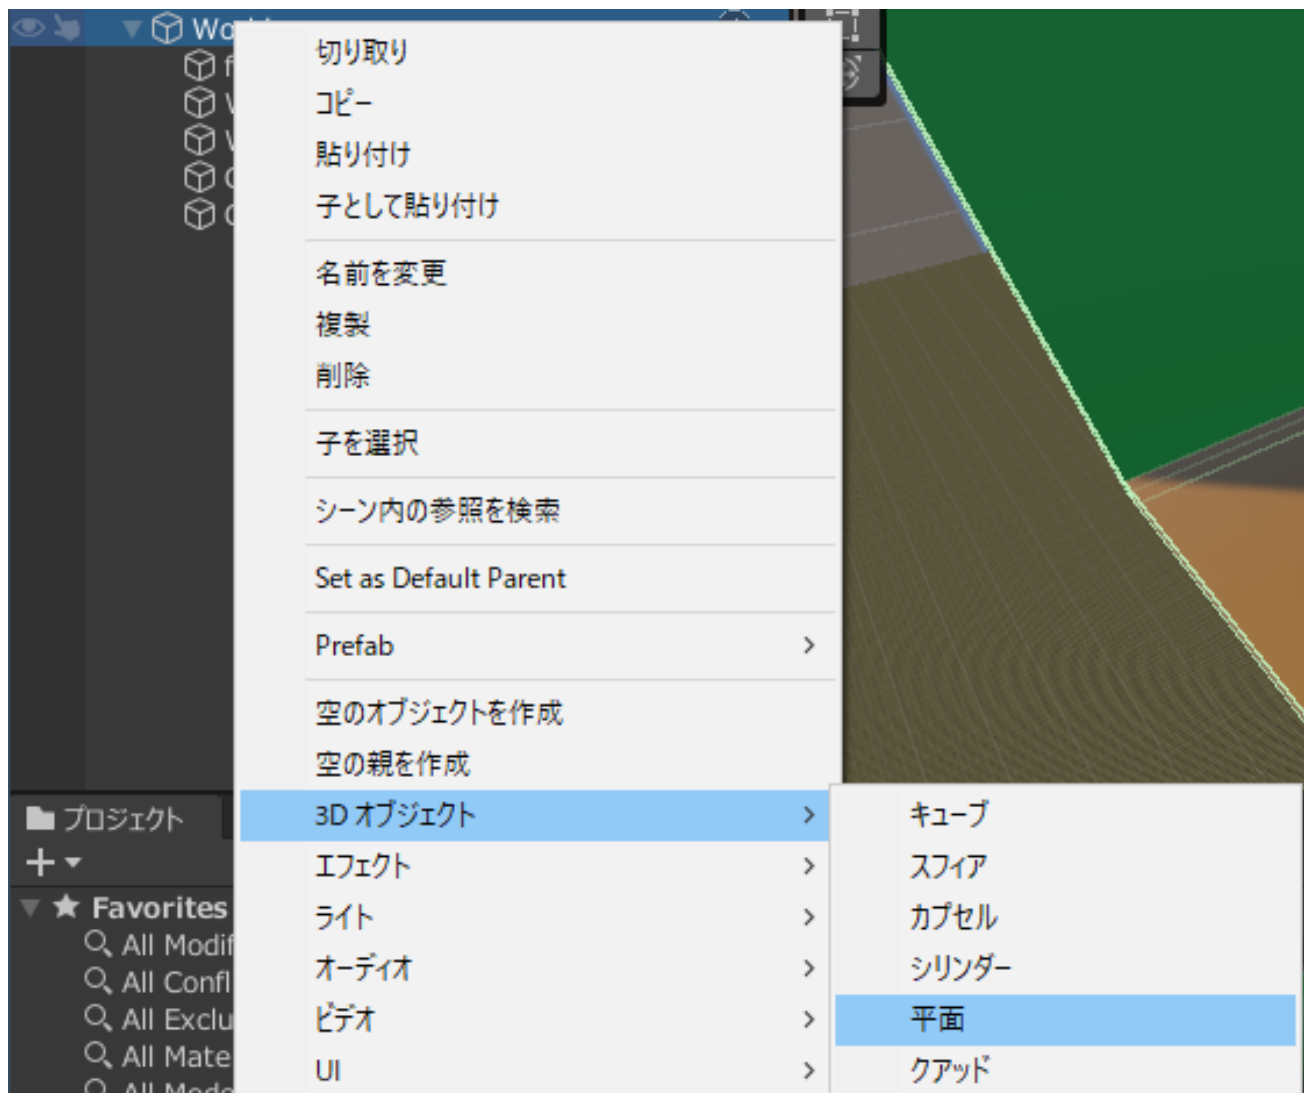 切り取り
コピー
貼り付け
子として貼り付け
名前を変更
複製
削除
子を選択
シーン内の参照を検索
Set as Default Parent
Prefab
空のオブジェクトを作成
空の親を作成
3D オブジェクト
エフェクト
ライト
オーディオ
ビデオ
UI
キューブ
スフィア
カプセル
シリンダー
平面
クアッド
プロジェクト
Favorites
All Modif
All Confl
All Exclu
All Mate